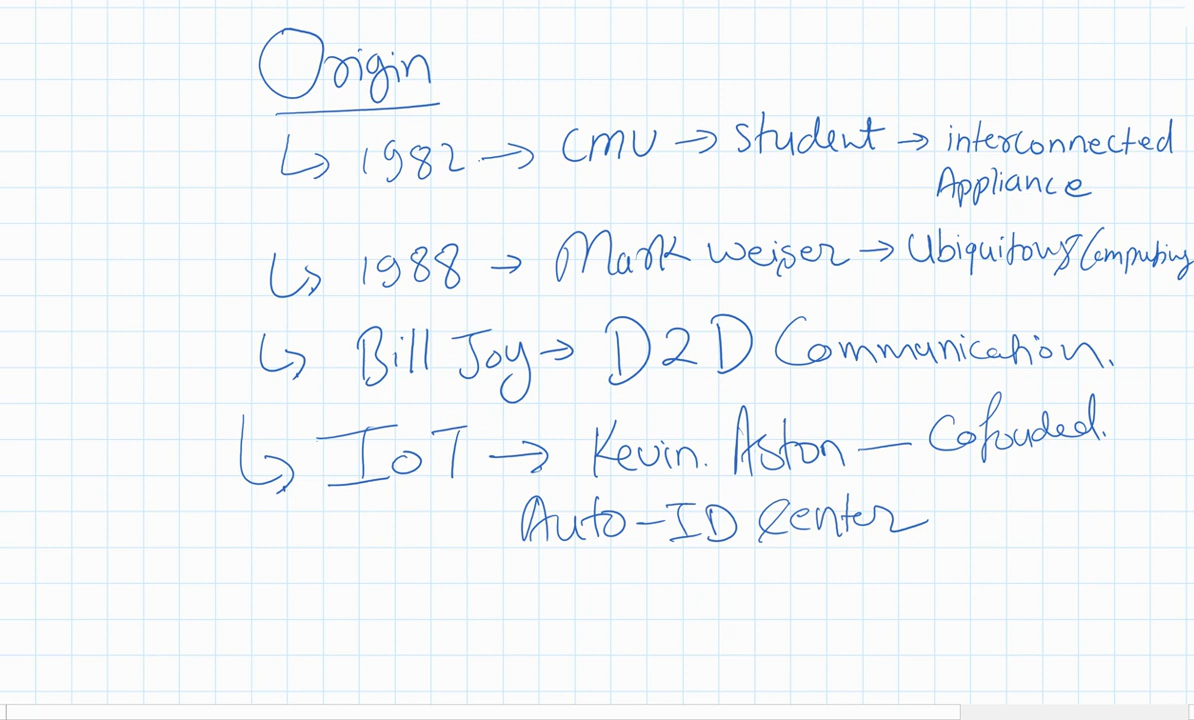 Origin
↳ 1982 → CMU → Student → interconnected
Appliance
↳ 1988 → Mark weiser → Ubiquitous Computing
↳ Bill Joy → D2D Communication.
↳ IoT → Kevin. Aston — Cofouded.
Auto-ID Center